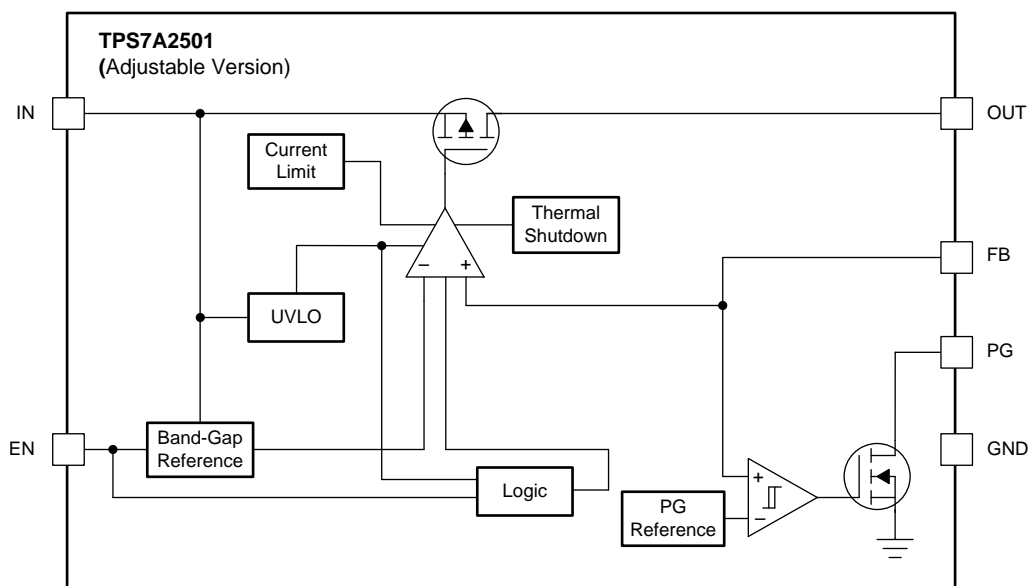 TPS7A2501
(Adjustable Version)
IN
OUT
Current
Limit
Thermal
Shutdown
– +
FB
UVLO
PG
EN
Band-Gap
Reference
GND
Logic
+
PG
Reference
–